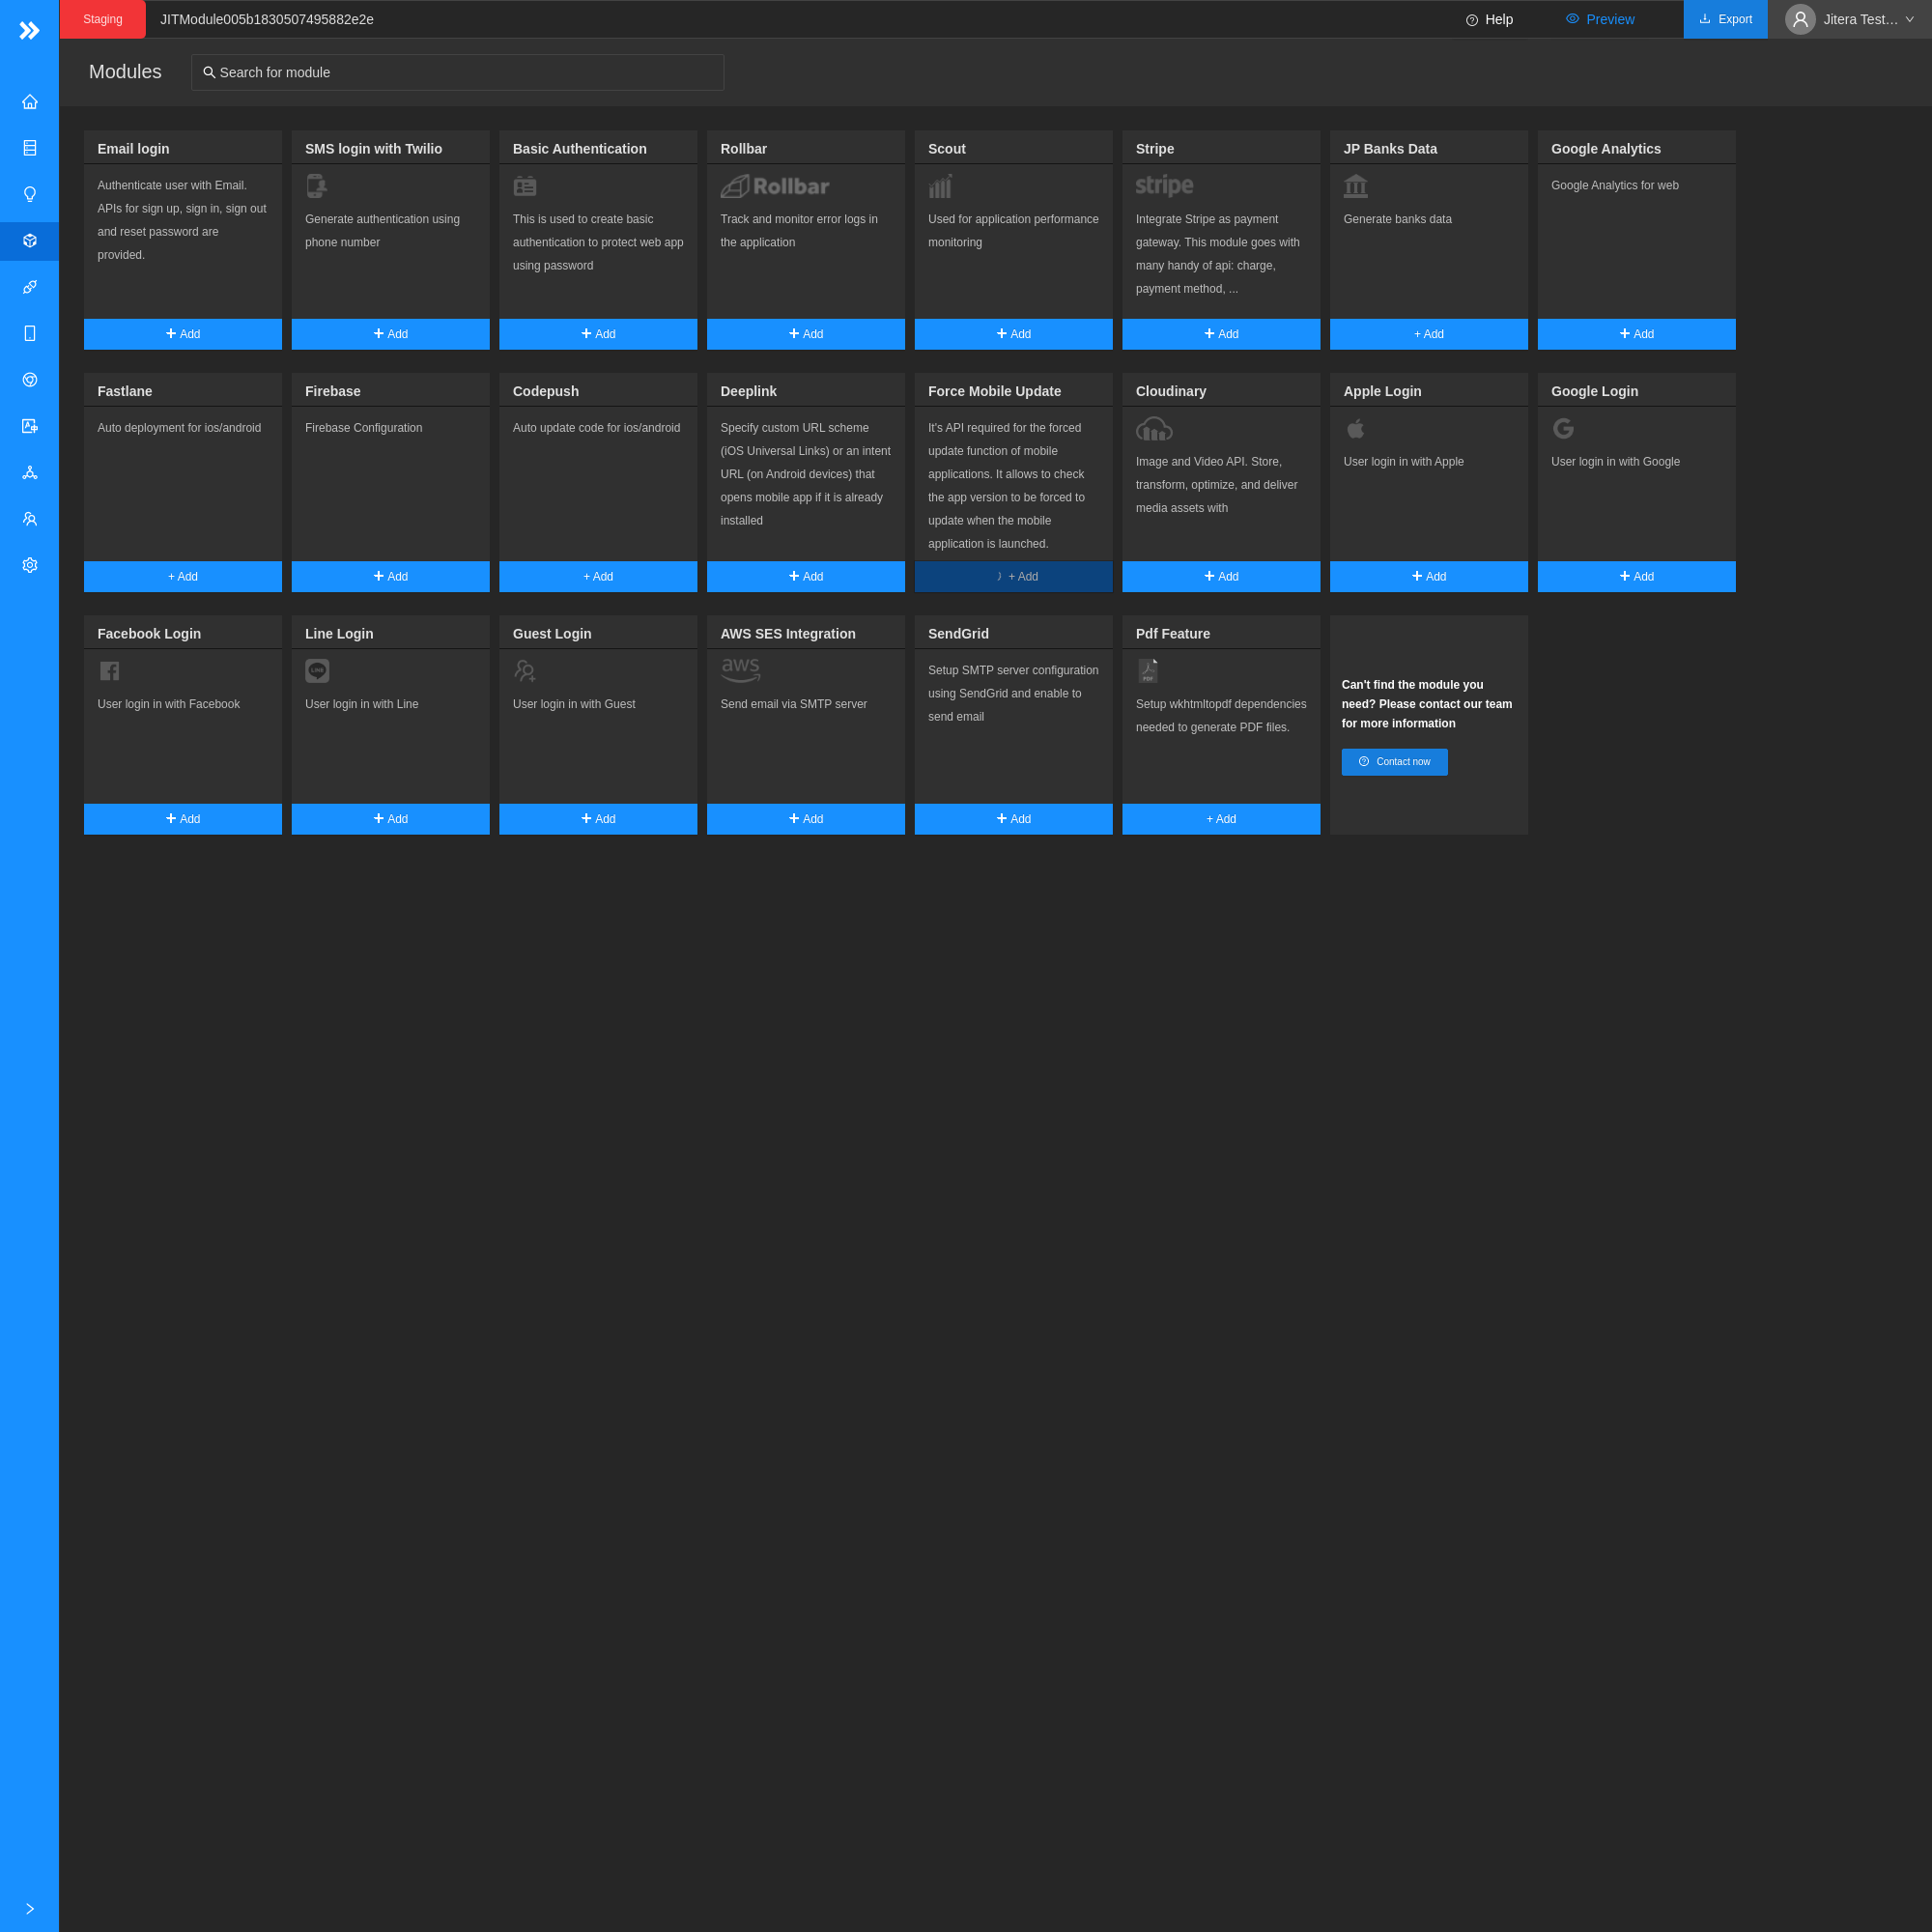 Staging
JITModule005b1830507495882e2e
Help
Preview
Export
Jitera Test…
Modules
Search for module
Email login
Authenticate user with Email.
APIs for sign up, sign in, sign out
and reset password are
provided.
Add
SMS login with Twilio
Generate authentication using
phone number
Add
Basic Authentication
This is used to create basic
authentication to protect web app
using password
Add
Rollbar
Rollbar
Track and monitor error logs in
the application
Add
Scout
Used for application performance
monitoring
Add
Stripe
stripe
Integrate Stripe as payment
gateway. This module goes with
many handy of api: charge,
payment method, ...
Add
JP Banks Data
Generate banks data
+ Add
Google Analytics
Google Analytics for web
Add
Fastlane
Auto deployment for ios/android
+ Add
Firebase
Firebase Configuration
Add
Codepush
Auto update code for ios/android
+ Add
Deeplink
Specify custom URL scheme
(iOS Universal Links) or an intent
URL (on Android devices) that
opens mobile app if it is already
installed
Add
Force Mobile Update
It's API required for the forced
update function of mobile
applications. It allows to check
the app version to be forced to
update when the mobile
application is launched.
+ Add
Cloudinary
Image and Video API. Store,
transform, optimize, and deliver
media assets with
Add
Apple Login
User login in with Apple
Add
Google Login
User login in with Google
Add
Facebook Login
User login in with Facebook
Add
Line Login
LINE
User login in with Line
Add
Guest Login
User login in with Guest
Add
AWS SES Integration
aws
Send email via SMTP server
Add
SendGrid
Setup SMTP server configuration
using SendGrid and enable to
send email
Add
Pdf Feature
PDF
Setup wkhtmltopdf dependencies
needed to generate PDF files.
+ Add
Can't find the module you
need? Please contact our team
for more information
Contact now